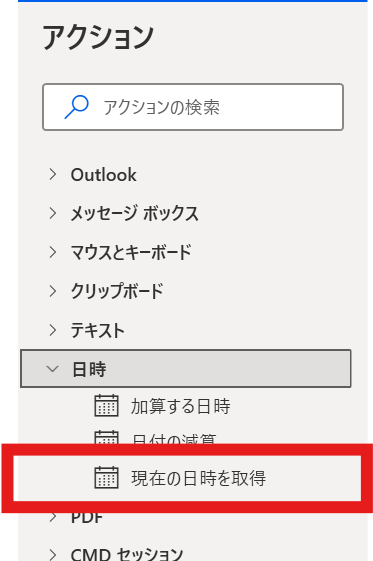 アクション
アクションの検索
Outlook
メッセージ ボックス
マウスとキーボード
クリップボード
テキスト
日時
加算する日時
日付の減算
現在の日時を取得
PDF
CMD セッション